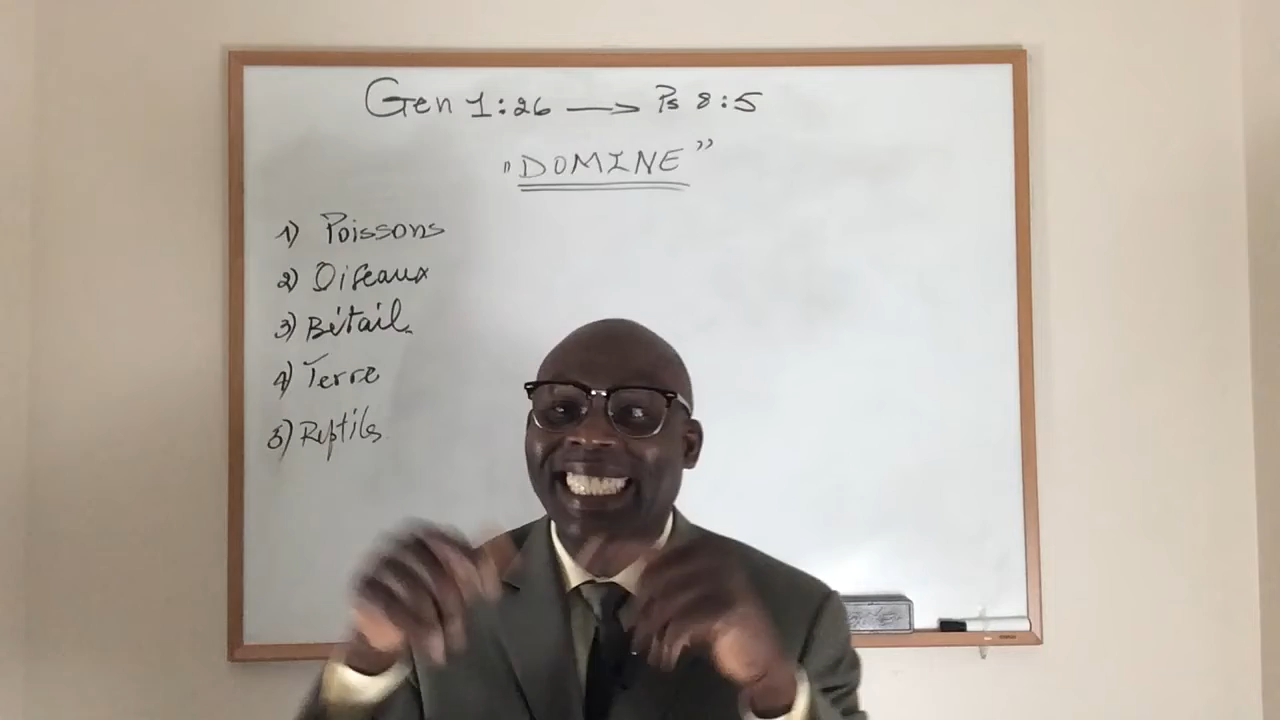 Gen 1:26 → Ps 8:5
"DOMINE"
1) Poissons
2) Oiseaux
3) Bétail
4) Terre
5) Reptiles